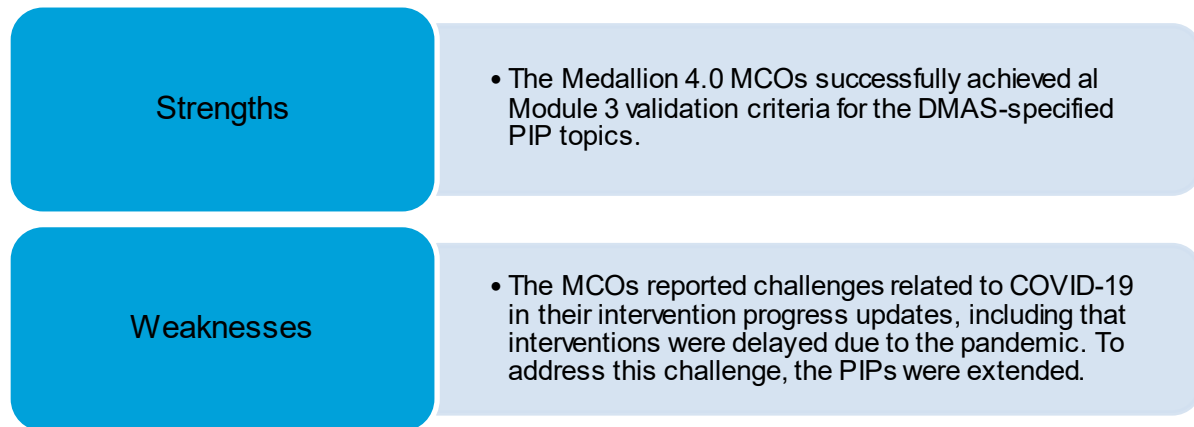 Strengths
• The Medallion 4.0 MCOs successfully achieved al
Module 3 validation criteria for the DMAS-specified
PIP topics.
Weaknesses
• The MCOs reported challenges related to COVID-19
in their intervention progress updates, including that
interventions were delayed due to the pandemic. To
address this challenge, the PIPs were extended.